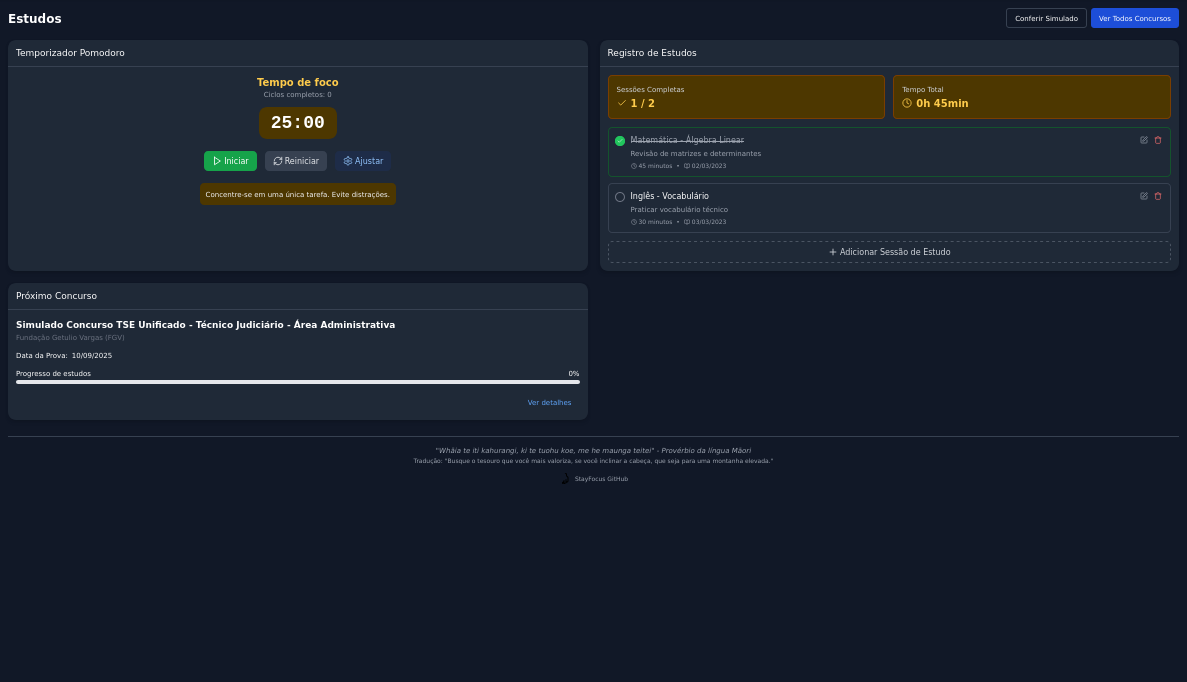 Estudos
Conferir Simulado
Ver Todos Concursos
Temporizador Pomodoro
Tempo de foco
Ciclos completos: 0
25:00
Iniciar
Reiniciar
Ajustar
Concentre-se em uma única tarefa. Evite distrações.
Registro de Estudos
Sessões Completas
1 / 2
Tempo Total
0h 45min
Matemática - Álgebra Linear
Revisão de matrizes e determinantes
45 minutos • 02/03/2023
Inglês - Vocabulário
Praticar vocabulário técnico
30 minutos • 03/03/2023
+ Adicionar Sessão de Estudo
Próximo Concurso
Simulado Concurso TSE Unificado - Técnico Judiciário - Área Administrativa
Fundação Getulio Vargas (FGV)
Data da Prova: 10/09/2025
Progresso de estudos 0%
Ver detalhes
"Whāia te iti kahurangi, ki te tuohu koe, me he maunga teitei" - Provérbio da língua Māori
Tradução: "Busque o tesouro que você mais valoriza, se você inclinar a cabeça, que seja para uma montanha elevada."
StayFocus GitHub